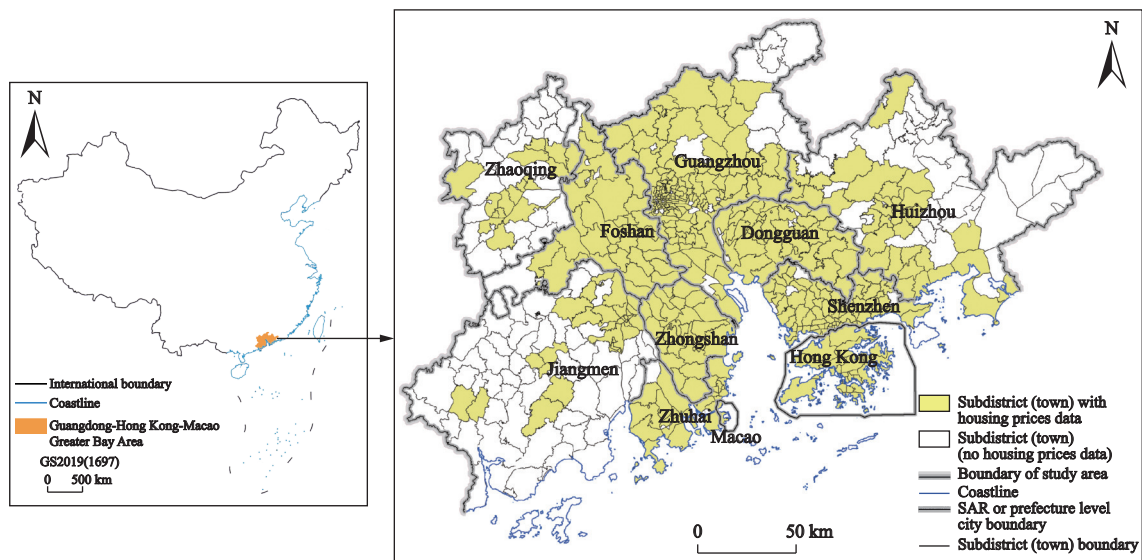 N
International boundary
Coastline
Guangdong-Hong Kong-Macao
Greater Bay Area
GS2019(1697)
0 500 km
N
Zhaoqing
Guangzhou
Huizhou
Foshan
Dongguan
Shenzhen
Zhongshan
Hong Kong
Jiangmen
Zhuhai
Macao
0 50 km
Subdistrict (town) with
housing prices data
Subdistrict (town)
(no housing prices data)
Boundary of study area
Coastline
SAR or prefecture level
city boundary
Subdistrict (town) boundary